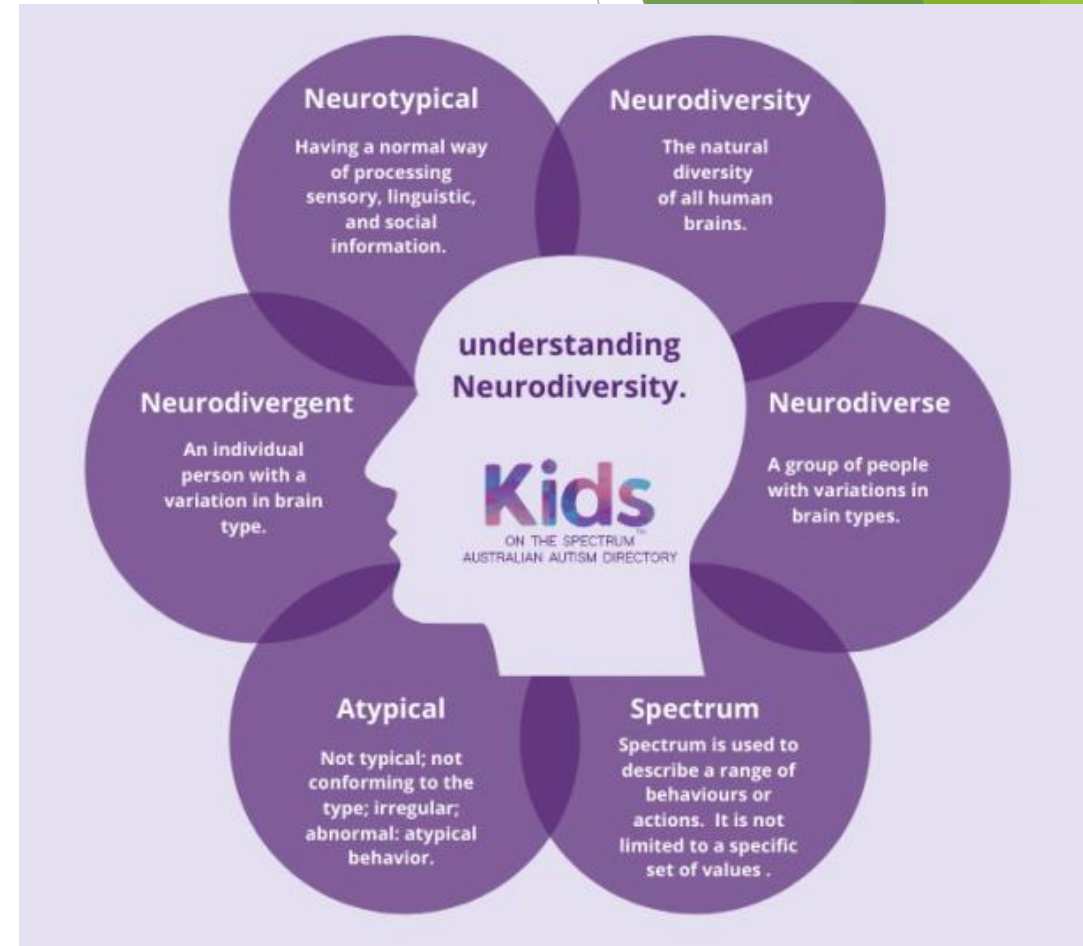 Neurotypical
Having a normal way
of processing
sensory, linguistic,
and social
information.
Neurodiversity
The natural
diversity
of all human
brains.
understanding
Neurodiversity.
Kids
ON THE SPECTRUM™
AUSTRALIAN AUTISM DIRECTORY
Neurodivergent
An individual
person with a
variation in brain
type.
Neurodiverse
A group of people
with variations in
brain types.
Atypical
Not typical; not
conforming to the
type; irregular;
abnormal: atypical
behavior.
Spectrum
Spectrum is used to
describe a range of
behaviours or
actions. It is not
limited to a specific
set of values .